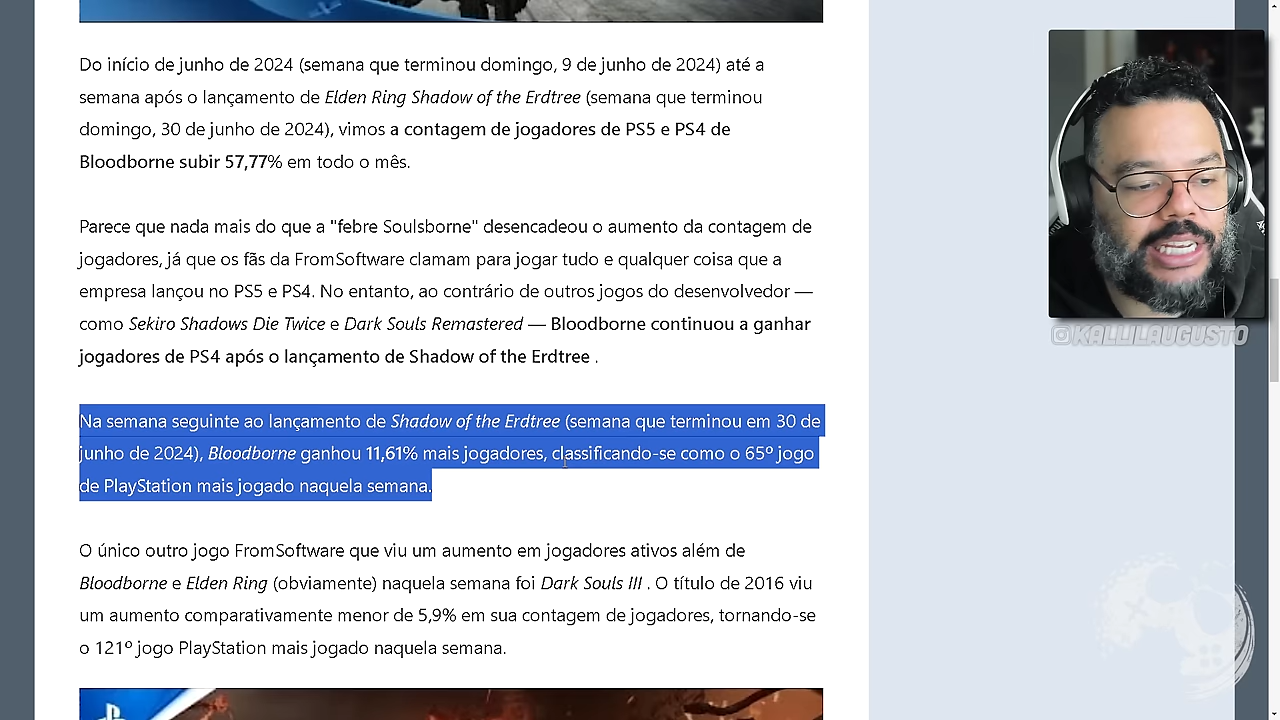 Do início de junho de 2024 (semana que terminou domingo, 9 de junho de 2024) até a
semana após o lançamento de Elden Ring Shadow of the Erdtree (semana que terminou
domingo, 30 de junho de 2024), vimos a contagem de jogadores de PS5 e PS4 de
Bloodborne subir 57,77% em todo o mês.
Parece que nada mais do que a "febre Soulsborne" desencadeou o aumento da contagem de
jogadores, já que os fãs da FromSoftware clamam para jogar tudo e qualquer coisa que a
empresa lançou no PS5 e PS4. No entanto, ao contrário de outros jogos do desenvolvedor —
como Sekiro Shadows Die Twice e Dark Souls Remastered — Bloodborne continuou a ganhar
jogadores de PS4 após o lançamento de Shadow of the Erdtree .
Na semana seguinte ao lançamento de Shadow of the Erdtree (semana que terminou em 30 de
junho de 2024), Bloodborne ganhou 11,61% mais jogadores, classificando-se como o 65º jogo
de PlayStation mais jogado naquela semana.
O único outro jogo FromSoftware que viu um aumento em jogadores ativos além de
Bloodborne e Elden Ring (obviamente) naquela semana foi Dark Souls III . O título de 2016 viu
um aumento comparativamente menor de 5,9% em sua contagem de jogadores, tornando-se
o 121º jogo PlayStation mais jogado naquela semana.
@KALLILAUGUSTO